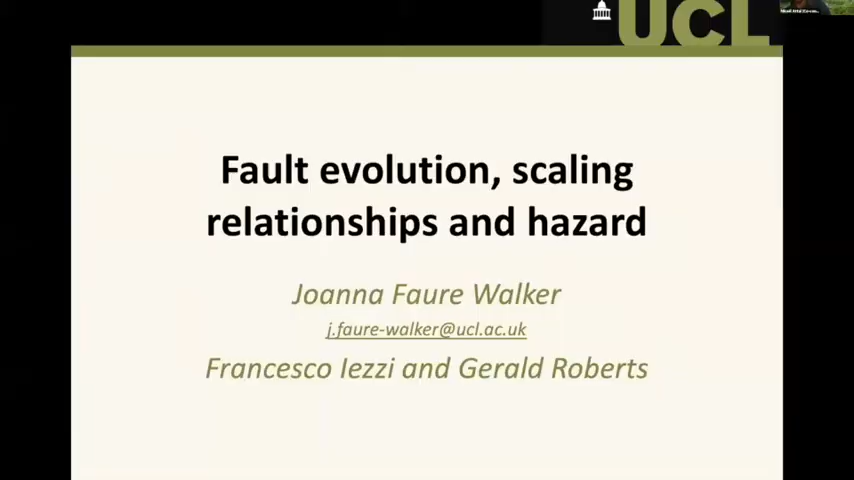 UCL
Fault evolution, scaling
relationships and hazard
Joanna Faure Walker
j.faure-walker@ucl.ac.uk
Francesco Iezzi and Gerald Roberts